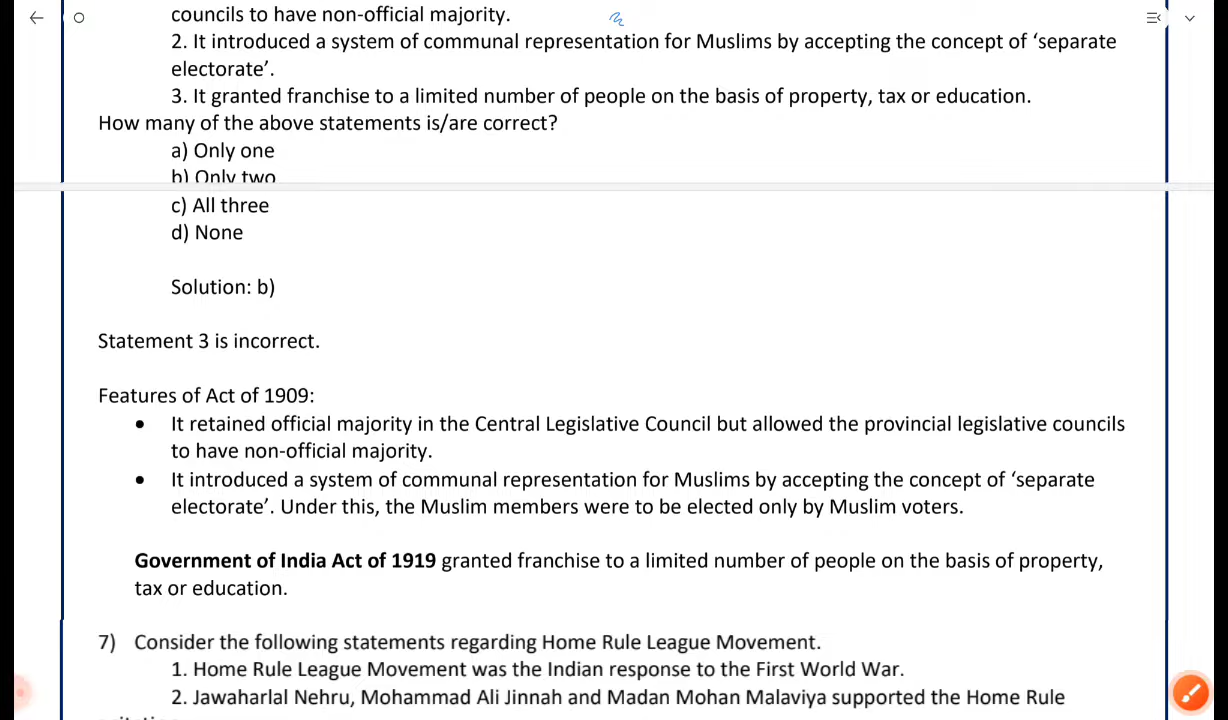 councils to have non-official majority.
2. It introduced a system of communal representation for Muslims by accepting the concept of ‘separate
electorate’.
3. It granted franchise to a limited number of people on the basis of property, tax or education.
How many of the above statements is/are correct?
a) Only one
b) Only two
c) All three
d) None
Solution: b)
Statement 3 is incorrect.
Features of Act of 1909:
• It retained official majority in the Central Legislative Council but allowed the provincial legislative councils
to have non-official majority.
• It introduced a system of communal representation for Muslims by accepting the concept of ‘separate
electorate’. Under this, the Muslim members were to be elected only by Muslim voters.
Government of India Act of 1919 granted franchise to a limited number of people on the basis of property,
tax or education.
7) Consider the following statements regarding Home Rule League Movement.
1. Home Rule League Movement was the Indian response to the First World War.
2. Jawaharlal Nehru, Mohammad Ali Jinnah and Madan Mohan Malaviya supported the Home Rule